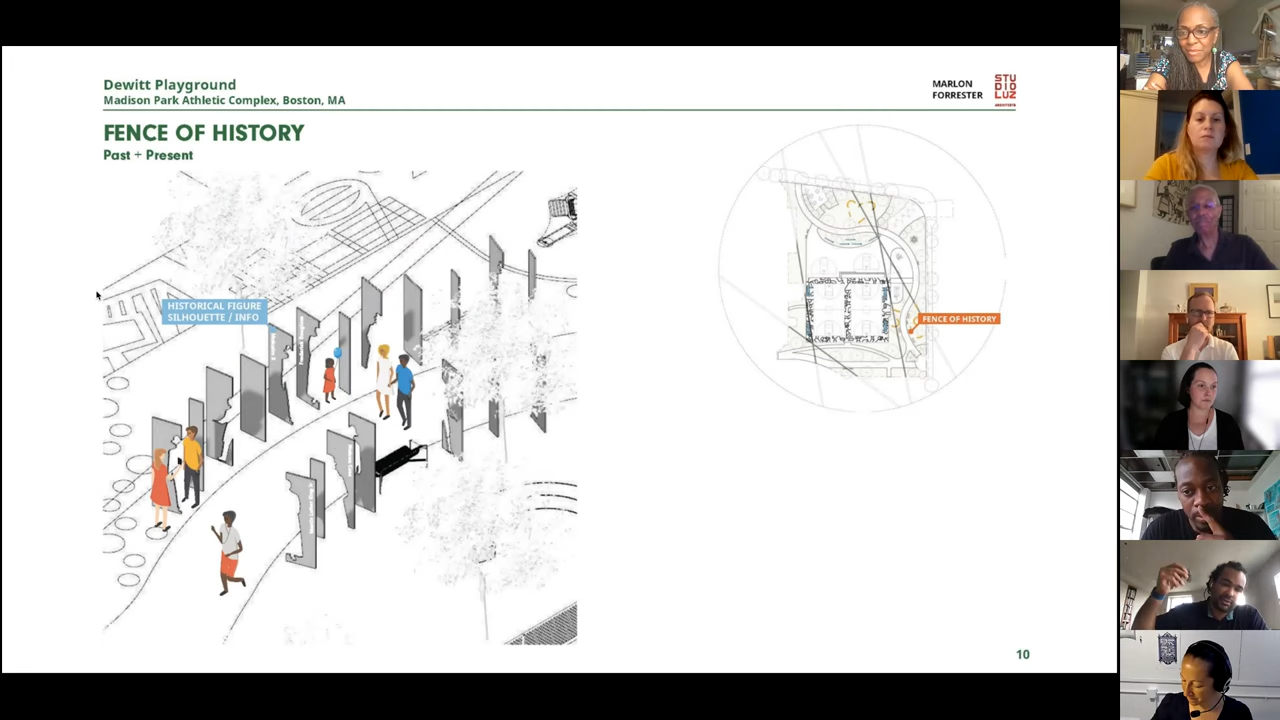 Dewitt Playground
Madison Park Athletic Complex, Boston, MA
MARLON
FORRESTER
STU
DIO
LUZ
ARCHITECTS
FENCE OF HISTORY
Past + Present
HISTORICAL FIGURE
SILHOUETTE / INFO
FENCE OF HISTORY
10